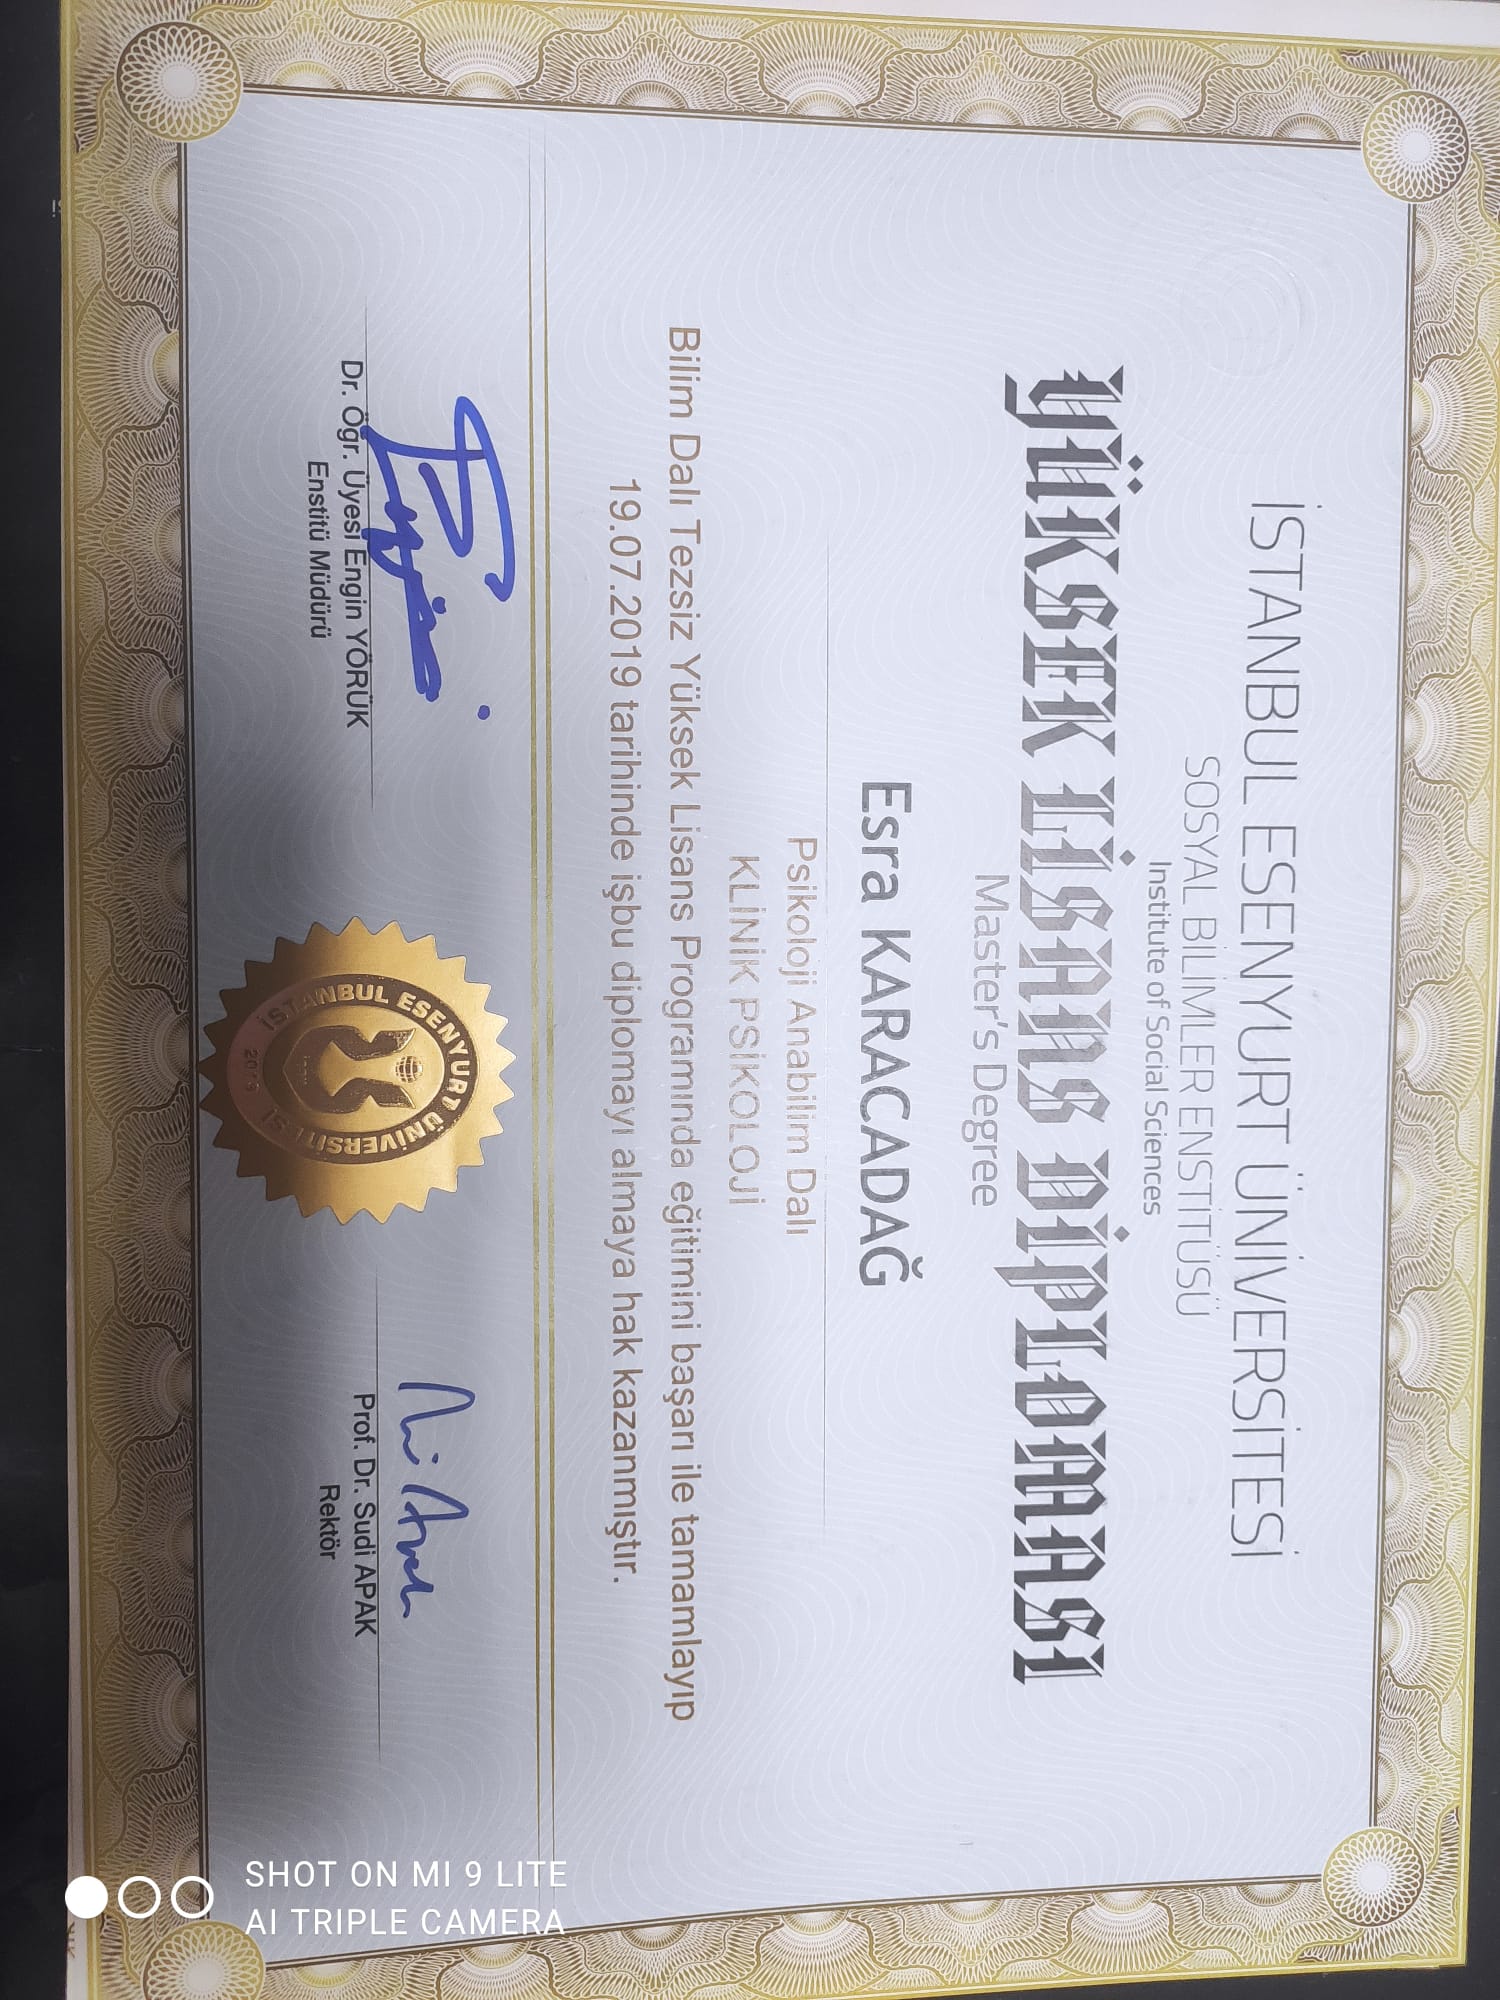 İSTANBUL ESENYURT ÜNİVERSİTESİ
SOSYAL BİLİMLER ENSTİTÜSÜ
Institute of Social Sciences
YÜKSEK LİSANS DİPLOMASI
Master's Degree
Esra KARACADAĞ
Psikoloji Anabilim Dalı
KLİNİK PSİKOLOJİ
Bilim Dalı Tezsiz Yüksek Lisans Programında eğitimini başarı ile tamamlayıp
19.07.2019 tarihinde işbu diplomayı almaya hak kazanmıştır.
Dr. Öğr. Üyesi Engin YÖRÜK
Enstitü Müdürü
İSTANBUL ESENYURT ÜNİVERSİTESİ
2013
Prof. Dr. Sudi APAK
Rektör
SHOT ON MI 9 LITE
AI TRIPLE CAMERA